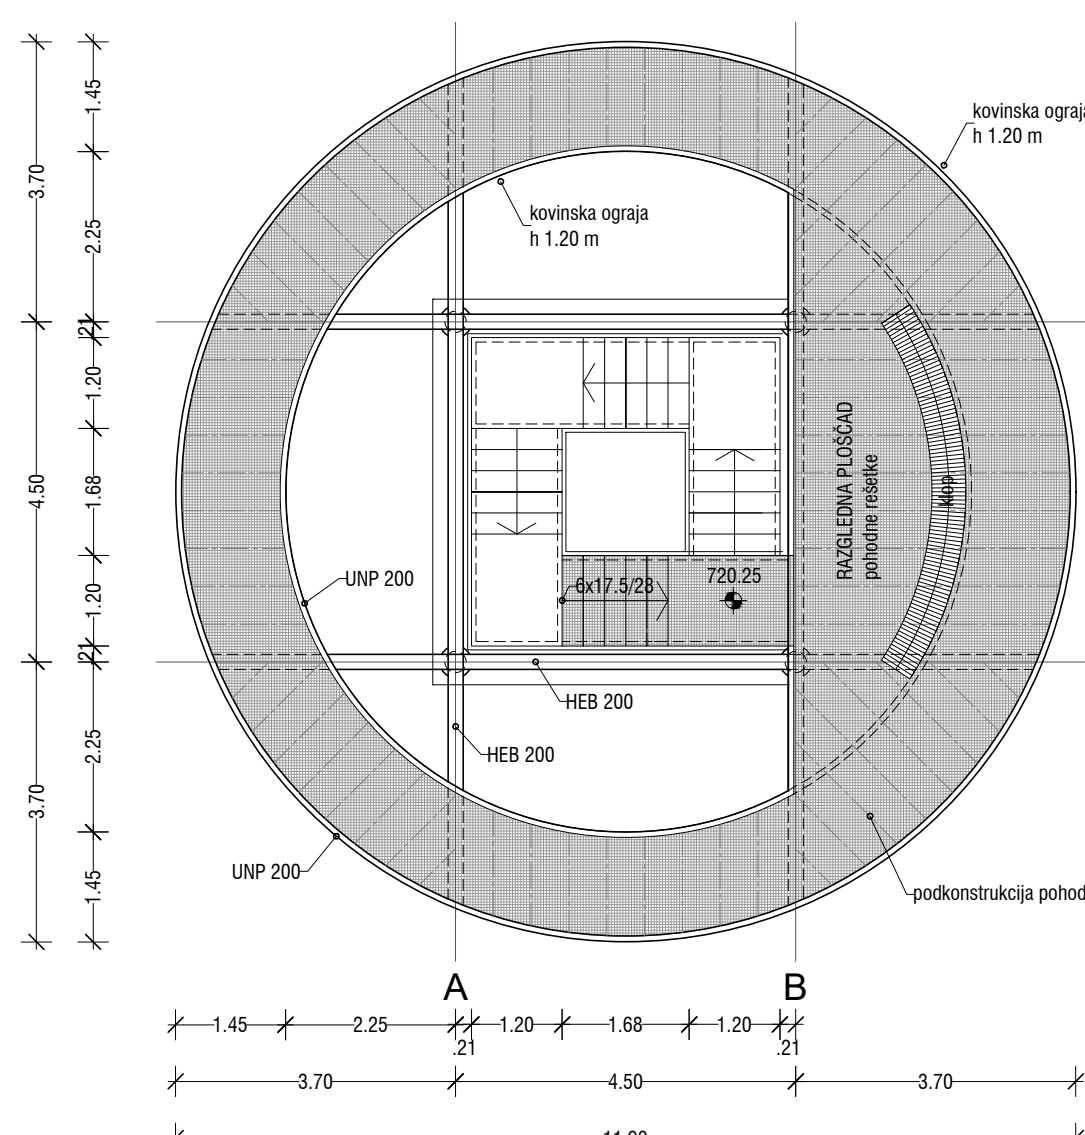 kovinska ograja
h 1.20 m
kovinska ograja
h 1.20 m
1.45
3.70
2.25
.21
1.20
4.50
1.68
1.20
.21
2.25
3.70
1.45
RAZGLEDNA PLOŠČAD
pohodne rešetke
klop
UNP 200
6x17.5/28
720.25
HEB 200
HEB 200
UNP 200
podkonstrukcija pohod
A
B
1.45
2.25
1.20
1.68
1.20
.21
.21
3.70
4.50
3.70